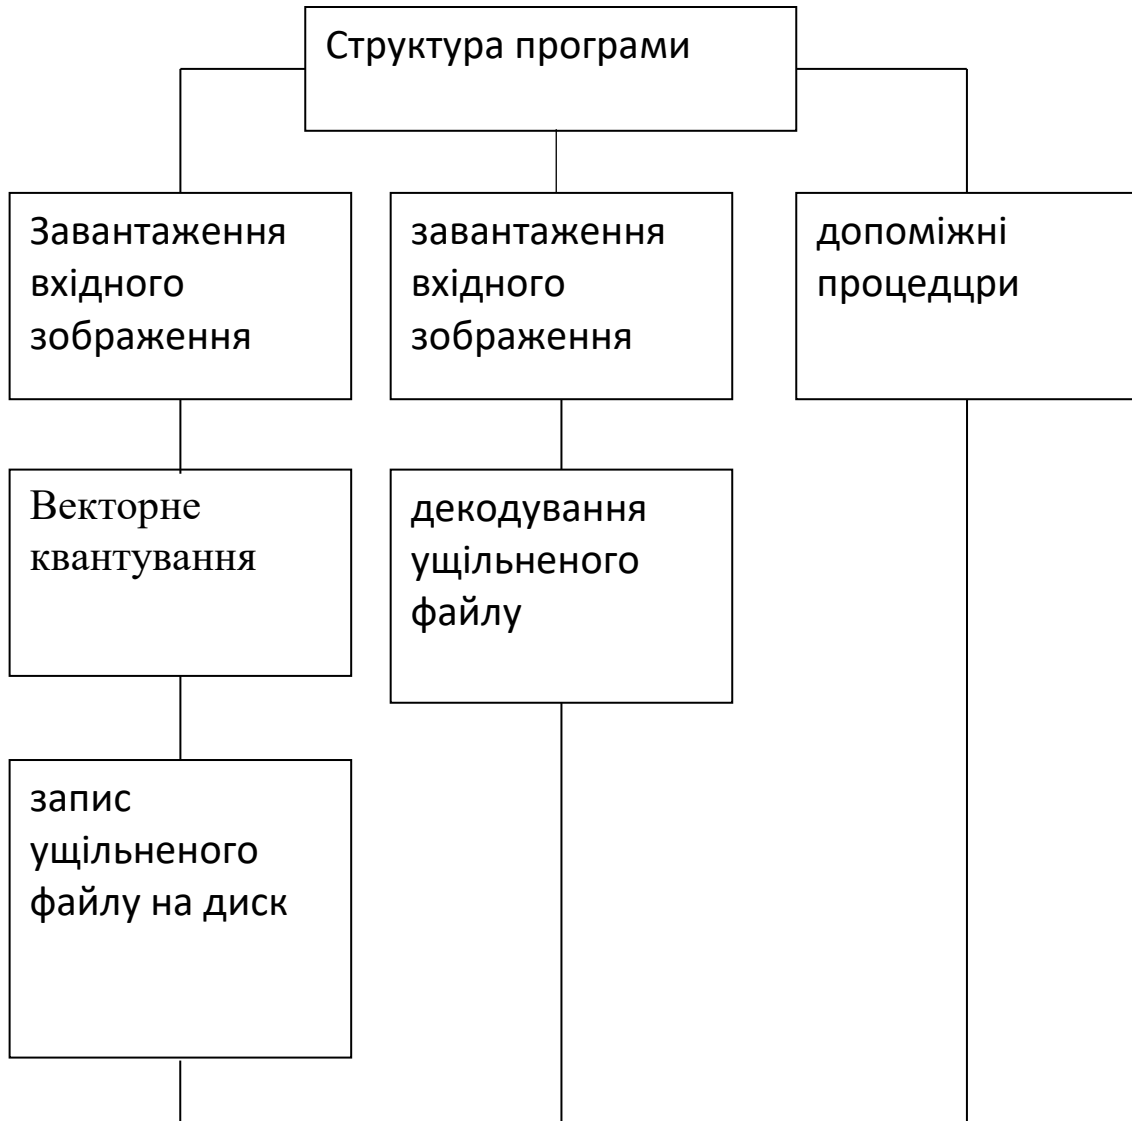 Структура програми
Завантаження
вхідного
зображення
завантаження
вхідного
зображення
допоміжні
процедцри
Векторне
квантування
декодування
ущільненого
файлу
запис
ущільненого
файлу на диск